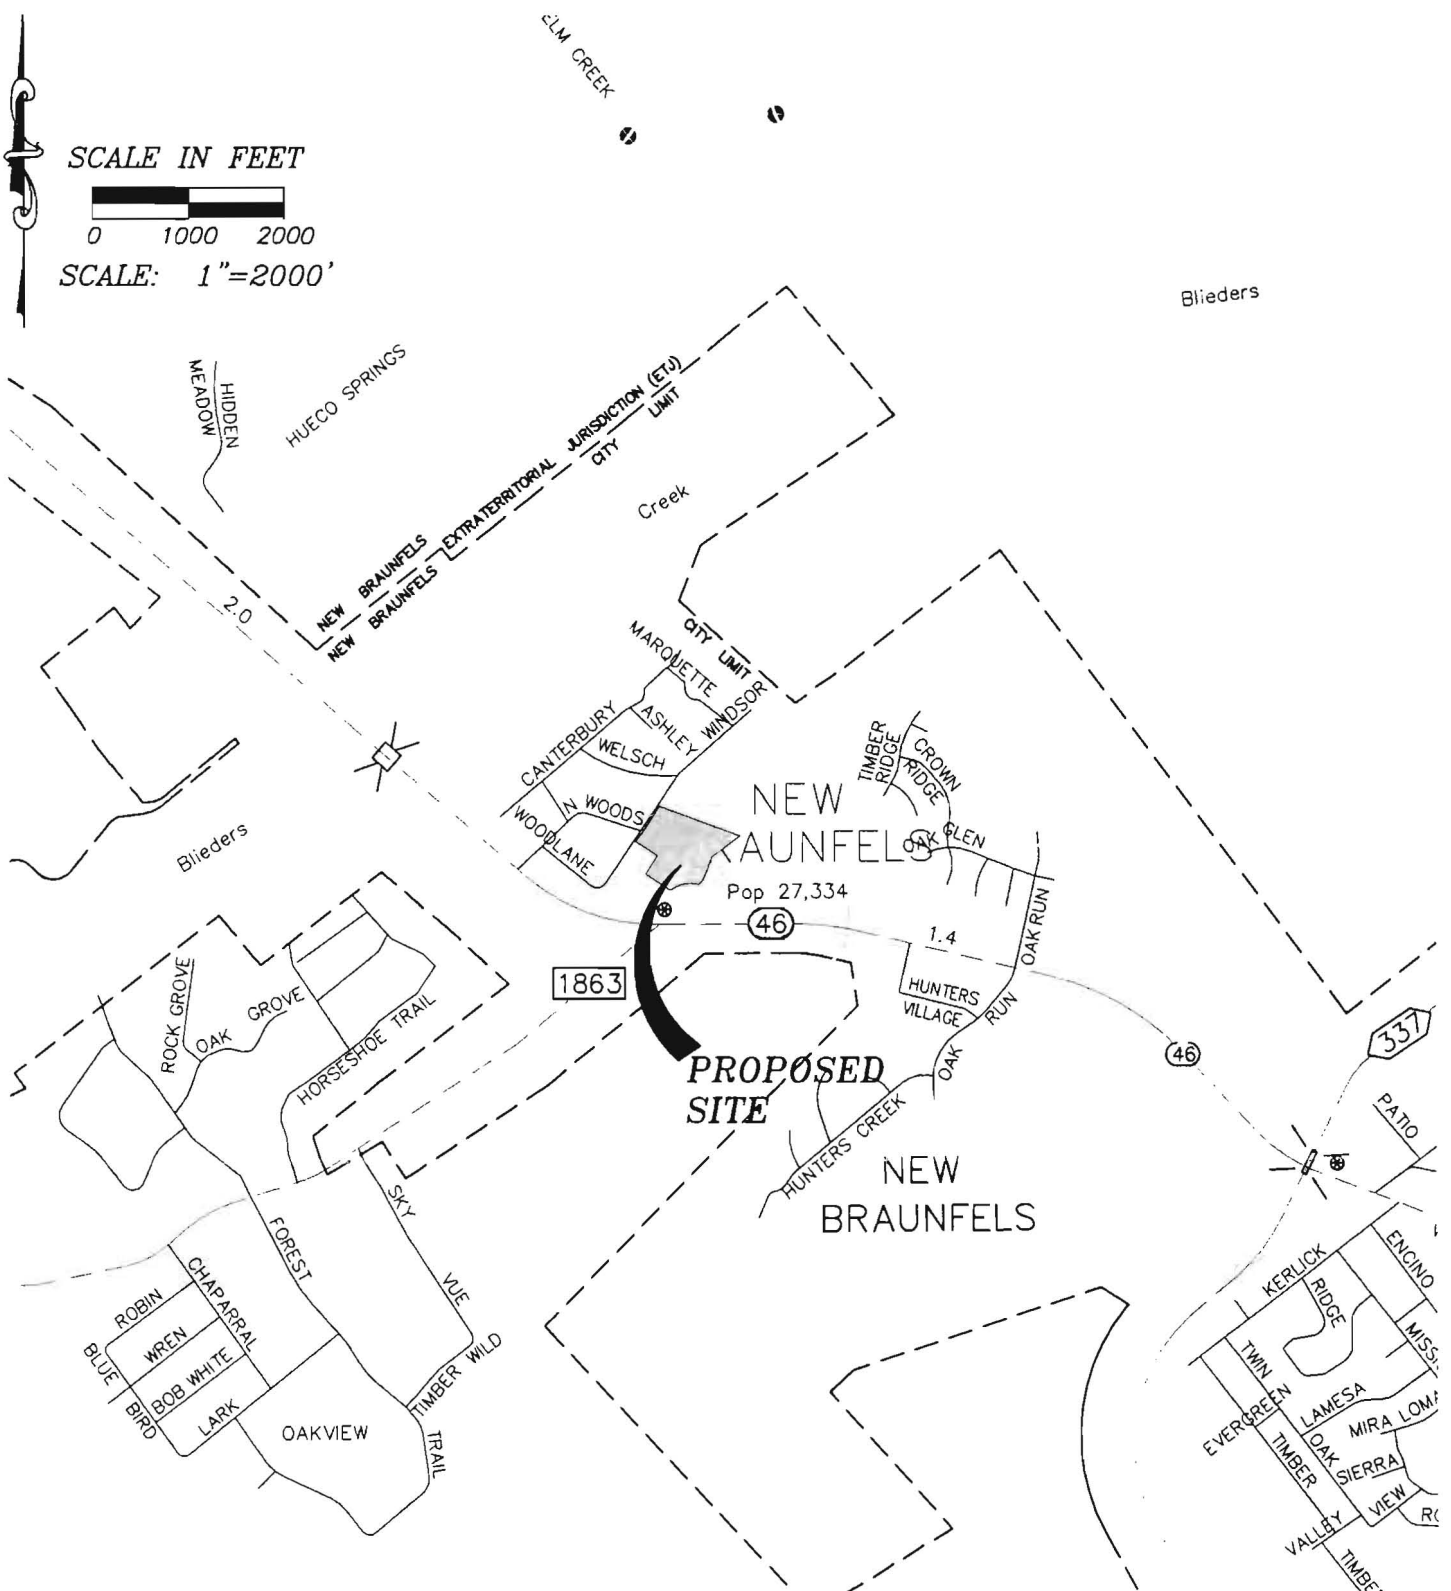 ELM CREEK
SCALE IN FEET
0 1000 2000
SCALE: 1"=2000'
Blieders
HIDDEN
MEADOW
HUECO SPRINGS
NEW BRAUNFELS EXTRATERRITORIAL JURISDICTION (ETJ)
NEW BRAUNFELS CITY LIMIT
Creek
2.0
CITY LIMIT
MARQUETTE
WINDSOR
ASHLEY
CANTERBURY
WELSCH
N WOODS
WOODLANE
TIMBER
RIDGE
CROWN
RIDGE
OAK GLEN
NEW
AUNFELS
Pop 27,334
46
1.4
OAK RUN
Blieders
1863
HUNTERS
VILLAGE
OAK RUN
ROCK GROVE
OAK GROVE
HORSESHOE TRAIL
PROPOSED
SITE
HUNTERS CREEK
46
337
PATIO
NEW
BRAUNFELS
SKY VUE
FOREST
CHAPARRAL
ROBIN
WREN
BOB WHITE
LARK
BLUE BIRD
TIMBER WILD
TRAIL
OAKVIEW
KERLICK
ENCINO
RIDGE
TWIN
OAK
EVERGREEN
LAMESA
MIRA LOMA
TIMBER
SIERRA
VIEW
VALLEY